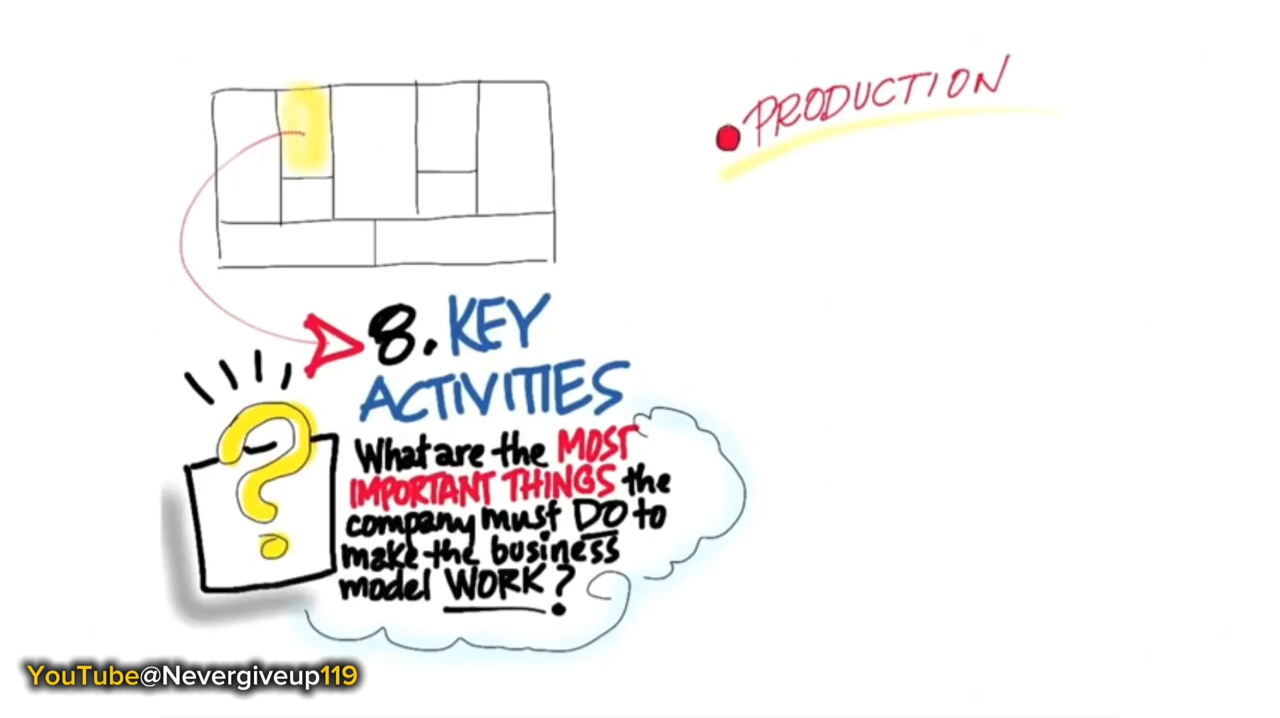 PRODUCTION
8. KEY
ACTIVITIES
What are the MOST
IMPORTANT THINGS the
company must DO to
make the business
model WORK?
YouTube@Nevergiveup119